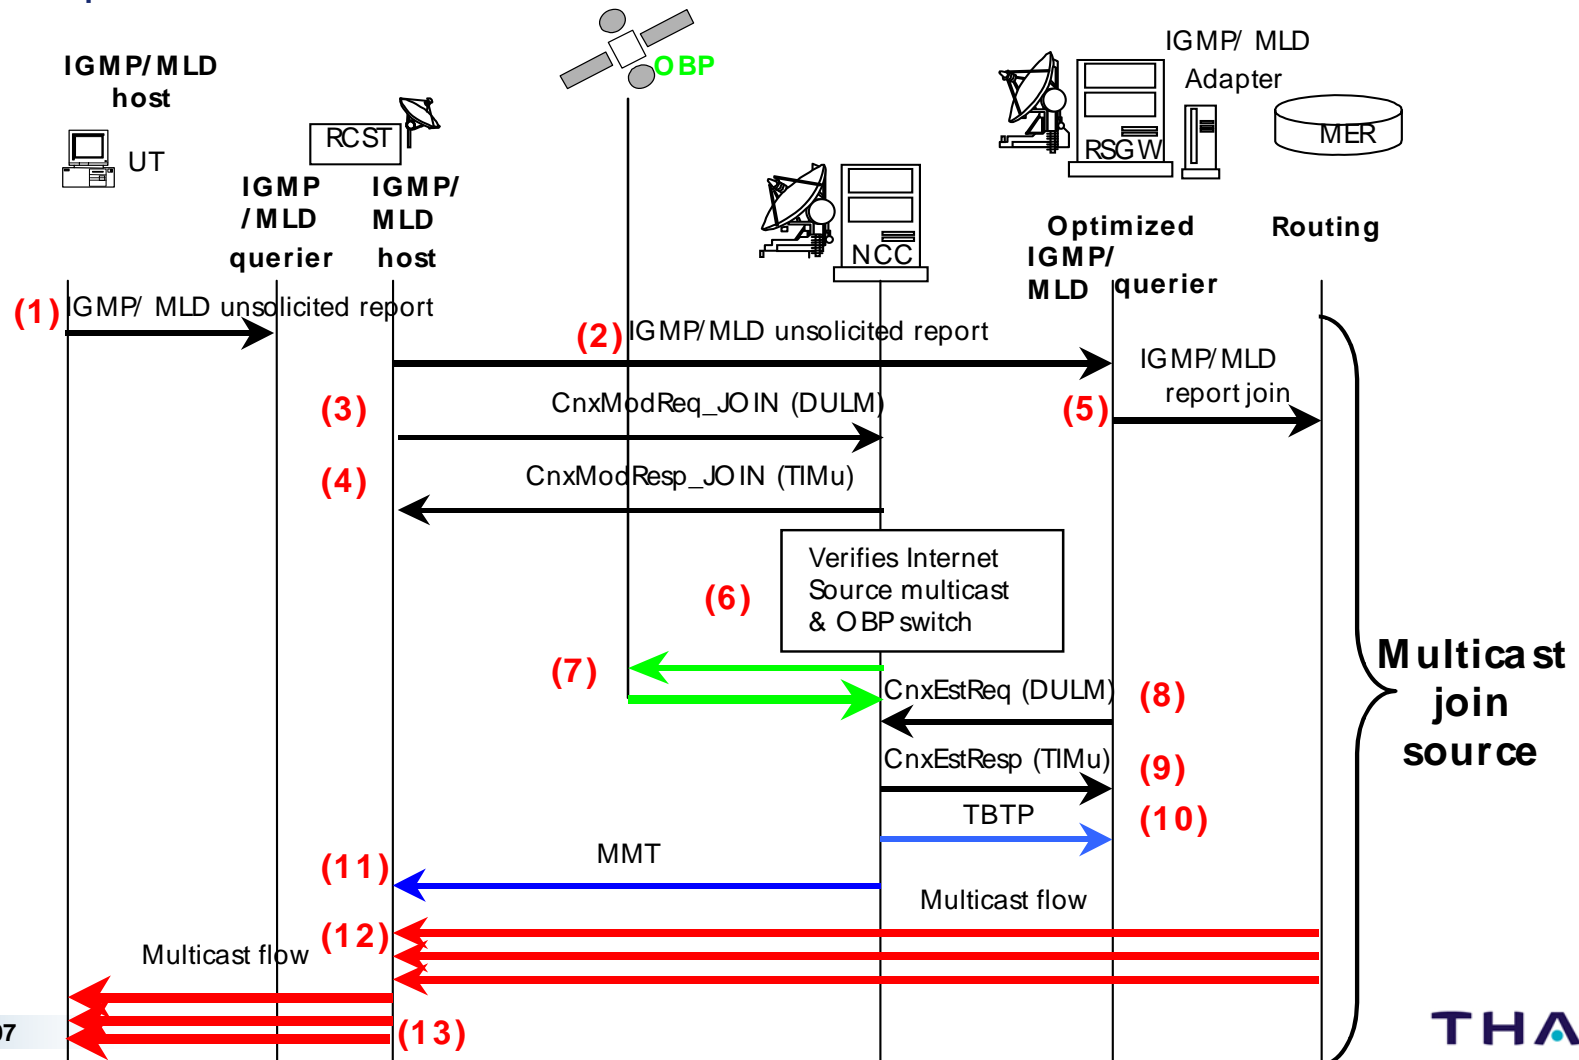 IGMP/MLD
host
UT
RCST
IGMP
/MLD
querier
IGMP/
MLD
host
OBP
NCC
RSGW
IGMP/ MLD
Adapter
MER
Optimized
IGMP/
MLD querier
Routing
(1) IGMP/ MLD unsolicited report
(2) IGMP/MLD unsolicited report
IGMP/MLD
report join
(3) CnxModReq_JOIN (DULM)
(5)
(4) CnxModResp_JOIN (TIMu)
Verifies Internet
Source multicast
& OBP switch
(6)
(7)
CnxEstReq (DULM) (8)
CnxEstResp (TIMu) (9)
TBTP (10)
(11) MMT
Multicast flow
(12)
Multicast flow
(13)
Multicast
join
source
07
THA